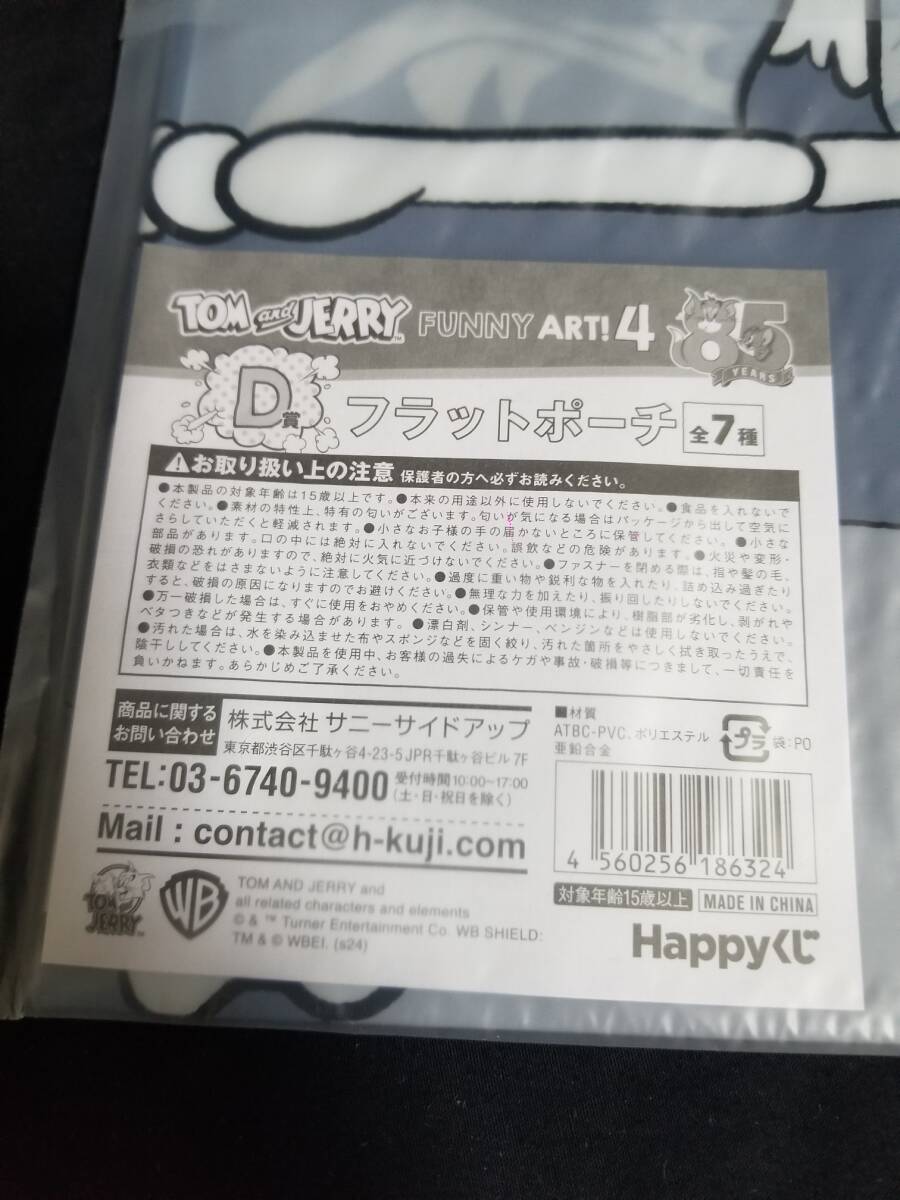 TOM and JERRY™ FUNNY ART! 4 85 YEARS
D賞 フラットポーチ 全7種
お取り扱い上の注意 保護者の方へ必ずお読みください。
●本製品の対象年齢は15歳以上です。●本来の用途以外に使用しないでください。●食品を入れないで
ください。●素材の特性上、特有の匂いがございます。匂いが気になる場合はパッケージから出して空気に
さらしていただくと軽減されます。●小さなお子様の手の届かないところに保管してください。●小さな
部品があります。口の中には絶対に入れないでください。誤飲などの危険があります。●火災や変形・
破損の恐れがありますので、絶対に火気に近づけないでください。●ファスナーを閉める際は、指や髪の毛、
衣類などをはさまないように注意してください。●過度に重い物や鋭利な物を入れたり、詰め込み過ぎたり
すると、破損の原因になりますのでお避けください。●無理な力を加えたり、振り回したりしないでください。
●万一破損した場合は、すぐに使用をおやめください。●保管や使用環境により、樹脂部が劣化し、剥がれや
ベタつきなどが発生する場合があります。●漂白剤、シンナー、ベンジンなどは使用しないでください。
●汚れた場合は、水を染み込ませた布やスポンジなどを固く絞り、汚れた箇所をやさしく拭き取ったうえで、
陰干ししてください。●本製品を使用中、お客様の過失によるケガや事故・破損等につきまして、一切責任を
負いかねます。あらかじめご了承ください。
商品に関する
お問い合わせ
株式会社 サニーサイドアップ
東京都渋谷区千駄ヶ谷4-23-5 JPR千駄ヶ谷ビル 7F
TEL:03-6740-9400 受付時間10:00~17:00
(土・日・祝日を除く)
Mail : contact@h-kuji.com
■材質
ATBC-PVC、ポリエステル
亜鉛合金
プラ 袋:PO
4 560256 186324
対象年齢15歳以上 MADE IN CHINA
TOM and JERRY
WB
TOM AND JERRY and
all related characters and elements
© & ™ Turner Entertainment Co. WB SHIELD:
TM & © WBEI. (s24)
Happyくじ